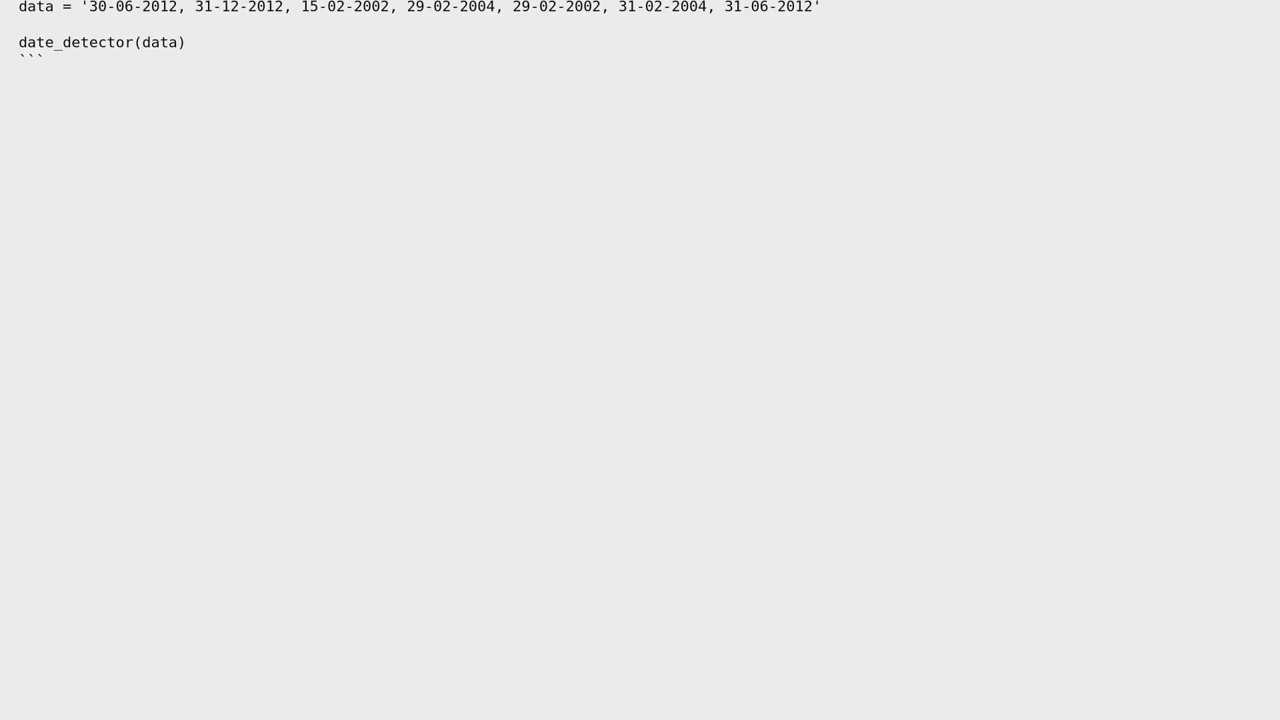 data = '30-06-2012, 31-12-2012, 15-02-2002, 29-02-2004, 29-02-2002, 31-02-2004, 31-06-2012'
date_detector(data)
```